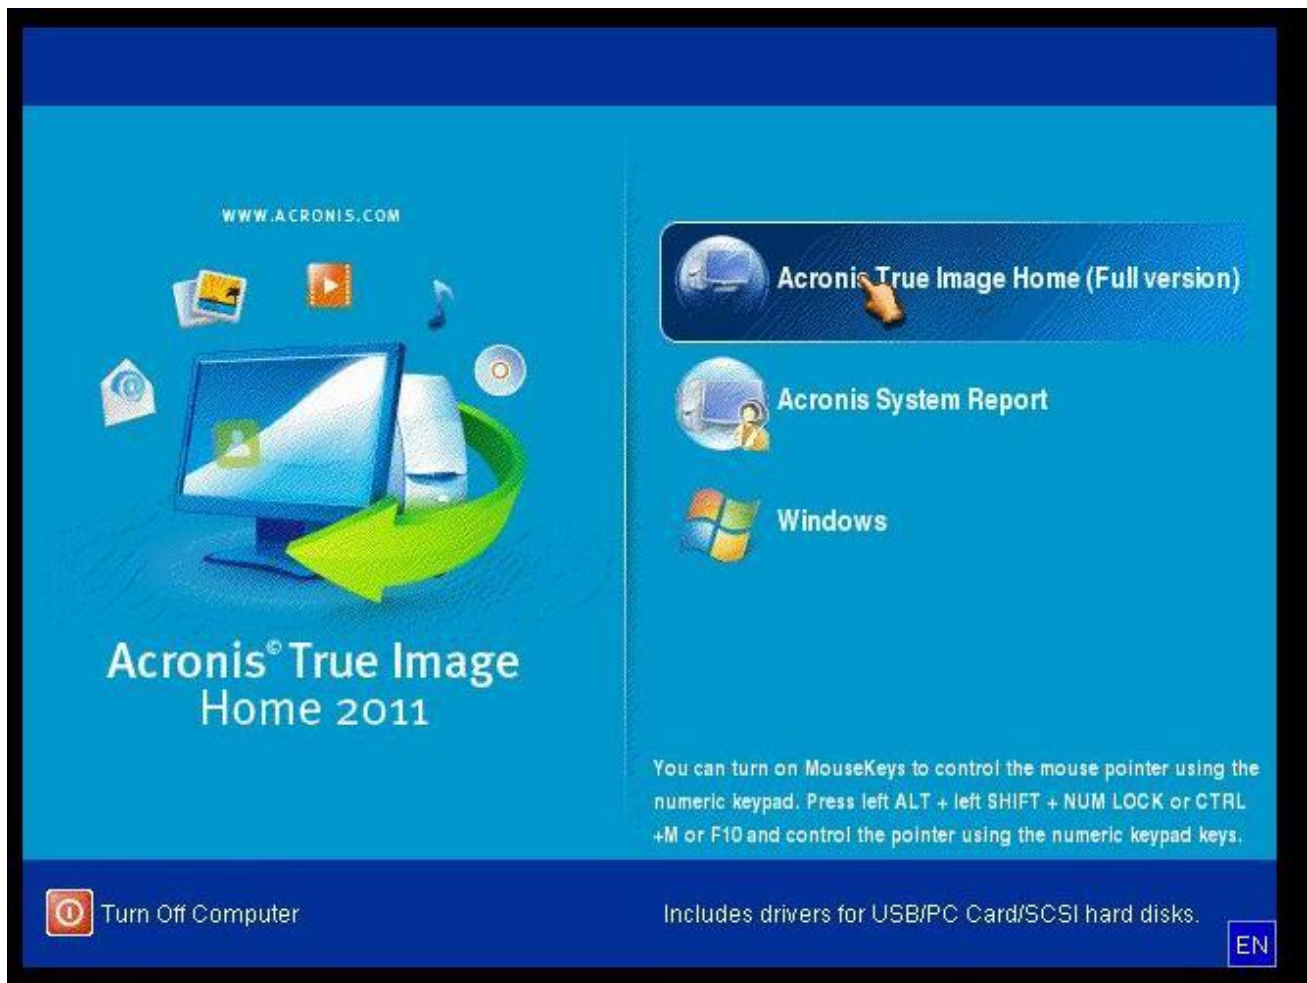 WWW.ACRONIS.COM
Acronis© True Image
Home 2011
Acronis True Image Home (Full version)
Acronis System Report
Windows
You can turn on MouseKeys to control the mouse pointer using the
numeric keypad. Press left ALT + left SHIFT + NUM LOCK or CTRL
+M or F10 and control the pointer using the numeric keypad keys.
Turn Off Computer
Includes drivers for USB/PC Card/SCSI hard disks.
EN